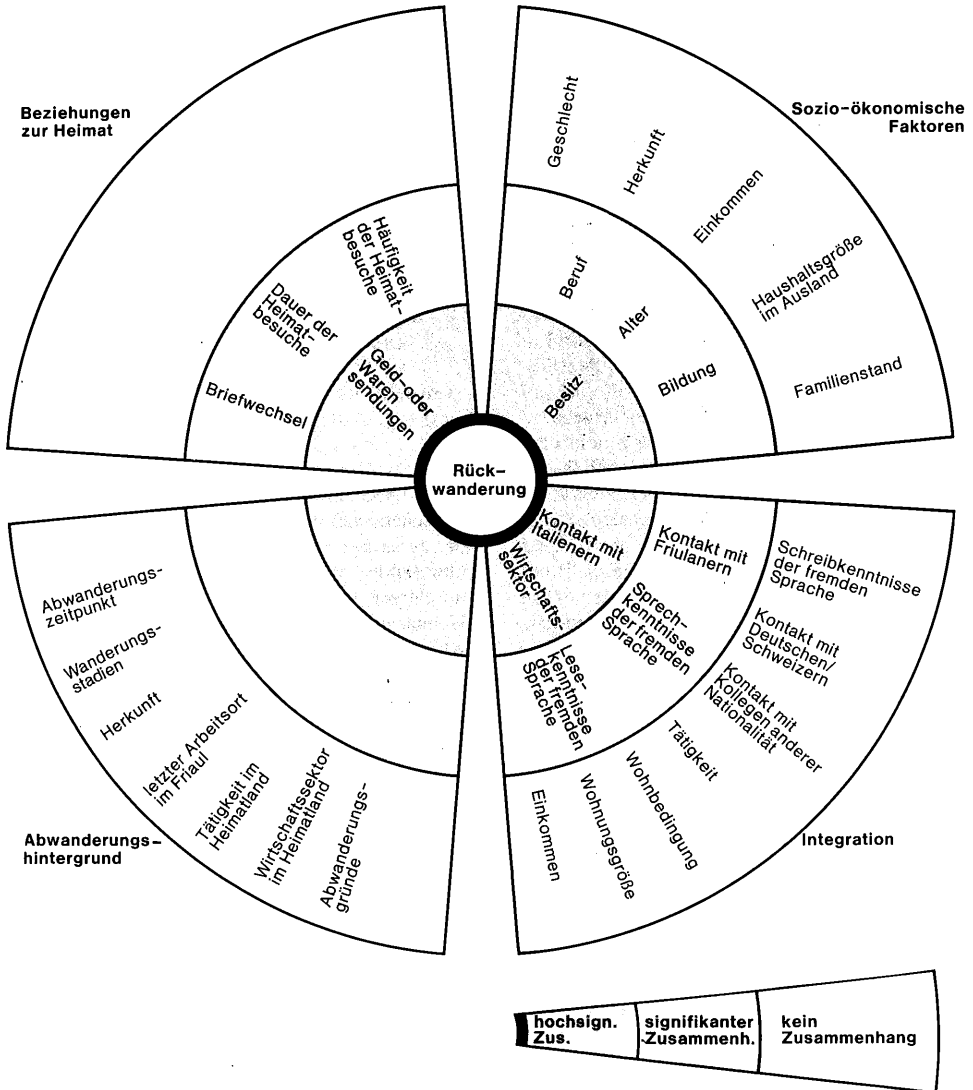 Beziehungen
zur Heimat
Häufigkeit
der Heimat-
besuche
Dauer der
Heimat-
besuche
Briefwechsel
Geld-oder
Waren
sendungen
Sozio-ökonomische
Faktoren
Geschlecht
Herkunft
Einkommen
Haushaltsgröße
im Ausland
Familienstand
Beruf
Alter
Bildung
Besitz
Rück-
wanderung
Abwanderungs-
hintergrund
Abwanderungs-
zeitpunkt
Wanderungs-
stadien
Herkunft
letzter Arbeitsort
im Friaul
Tätigkeit im
Heimatland
Wirtschaftssektor
im Heimatland
Abwanderungs-
gründe
Integration
Kontakt mit
Italienern
Wirtschafts-
sektor
Kontakt mit
Friulanern
Sprech-
kenntnisse
der fremden
Sprache
Lese-
kenntnisse
der fremden
Sprache
Schreibkenntnisse
der fremden
Sprache
Kontakt mit
Deutschen/
Schweizern
Kontakt mit
Kollegen anderer
Nationalität
Tätigkeit
Wohnbedingung
Wohnungsgröße
Einkommen
hochsign.
Zus.
signifikanter
Zusammenh.
kein
Zusammenhang